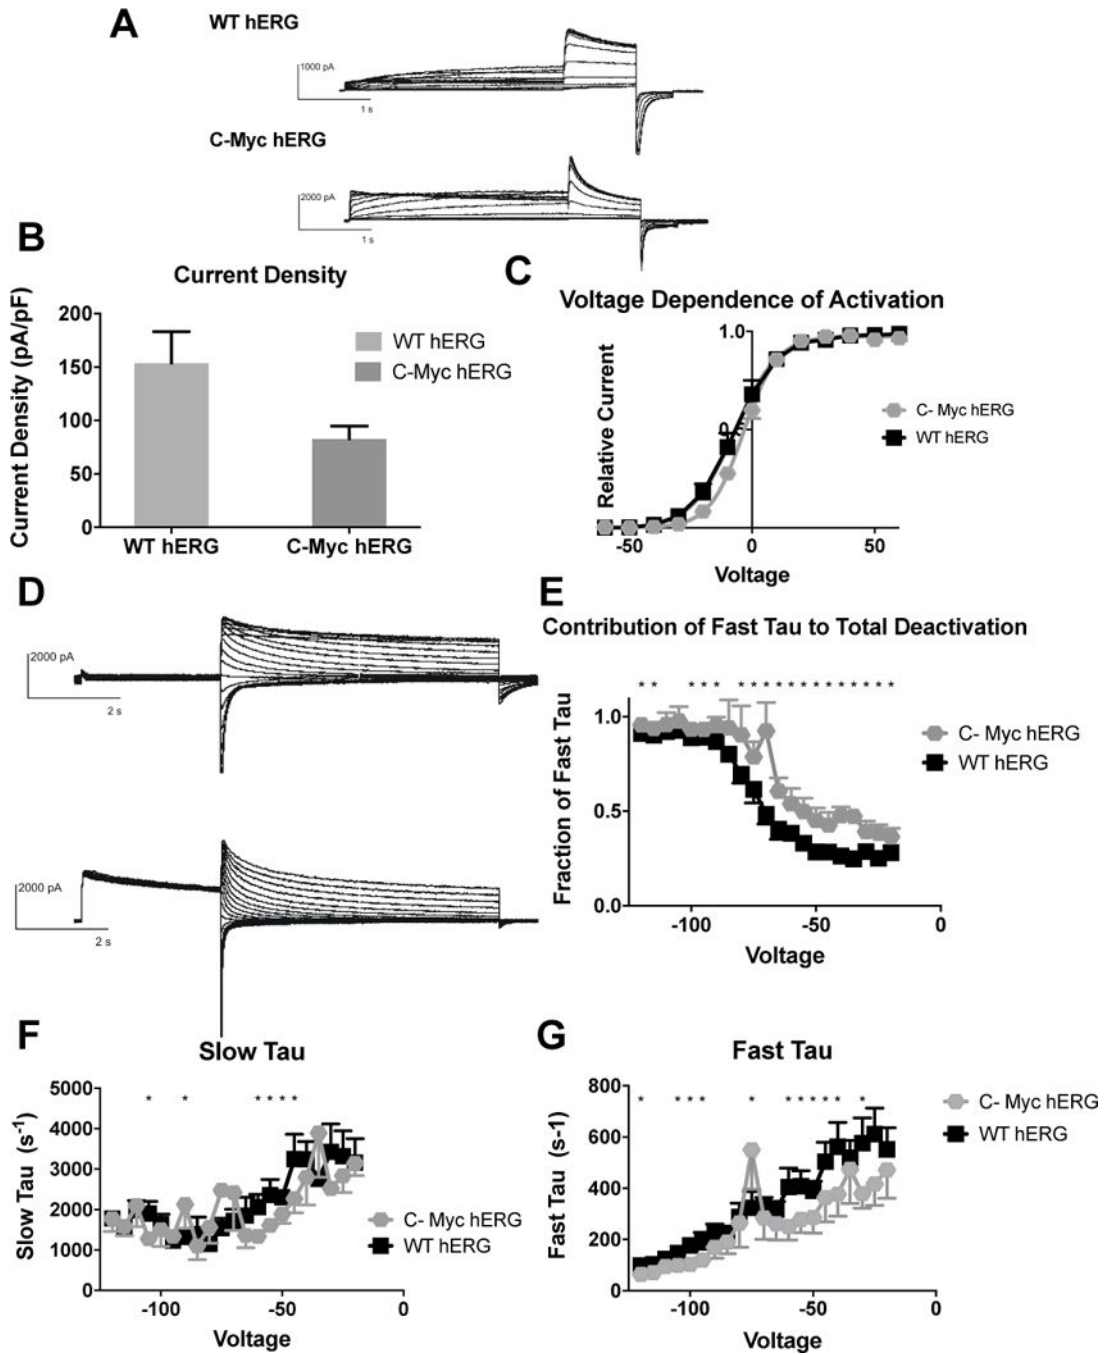 A
WT hERG
1000 pA
1 s
C-Myc hERG
2000 pA
1 s
B
Current Density
Current Density (pA/pF)
200
150
100
50
0
WT hERG
C-Myc hERG
WT hERG
C-Myc hERG
C
Voltage Dependence of Activation
Relative Current
1.0
-50
0
50
Voltage
C- Myc hERG
WT hERG
D
2000 pA
2 s
2000 pA
2 s
E
Contribution of Fast Tau to Total Deactivation
* * * * * * * * * * * * * * * * * *
Fraction of Fast Tau
1.0
0.5
0.0
-100
-50
0
Voltage
C- Myc hERG
WT hERG
F
Slow Tau
* * * * * *
Slow Tau (s⁻¹)
5000
4000
3000
2000
1000
0
-100
-50
0
Voltage
C- Myc hERG
WT hERG
G
Fast Tau
* * * * * * * * * * *
Fast Tau (s-1)
800
600
400
200
0
-100
-50
0
Voltage
C- Myc hERG
WT hERG